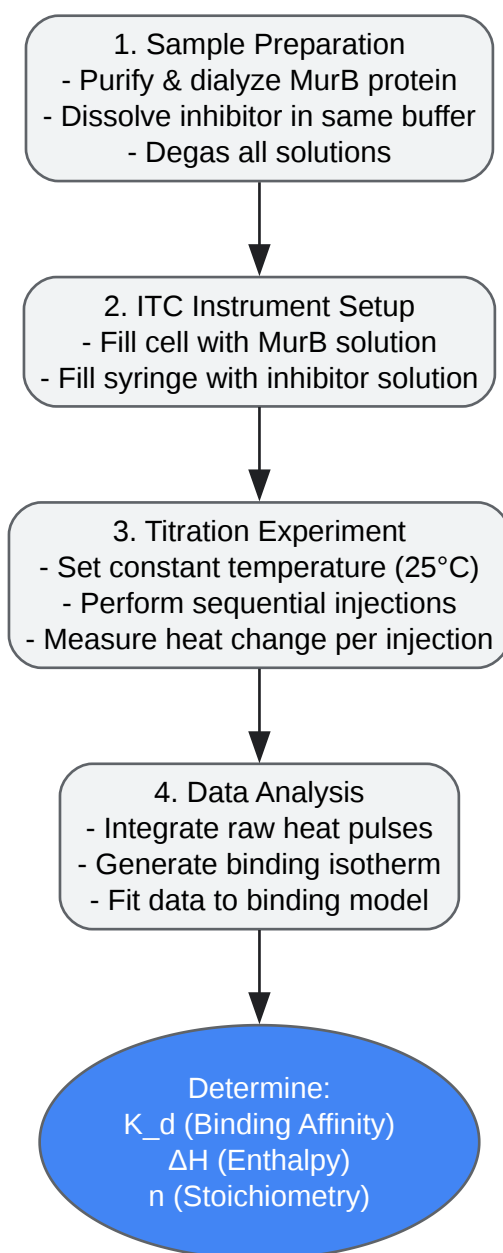 1. Sample Preparation
- Purify & dialyze MurB protein
- Dissolve inhibitor in same buffer
- Degas all solutions
2. ITC Instrument Setup
- Fill cell with MurB solution
- Fill syringe with inhibitor solution
3. Titration Experiment
- Set constant temperature (25°C)
- Perform sequential injections
- Measure heat change per injection
4. Data Analysis
- Integrate raw heat pulses
- Generate binding isotherm
- Fit data to binding model
Determine:
K_d (Binding Affinity)
ΔH (Enthalpy)
n (Stoichiometry)